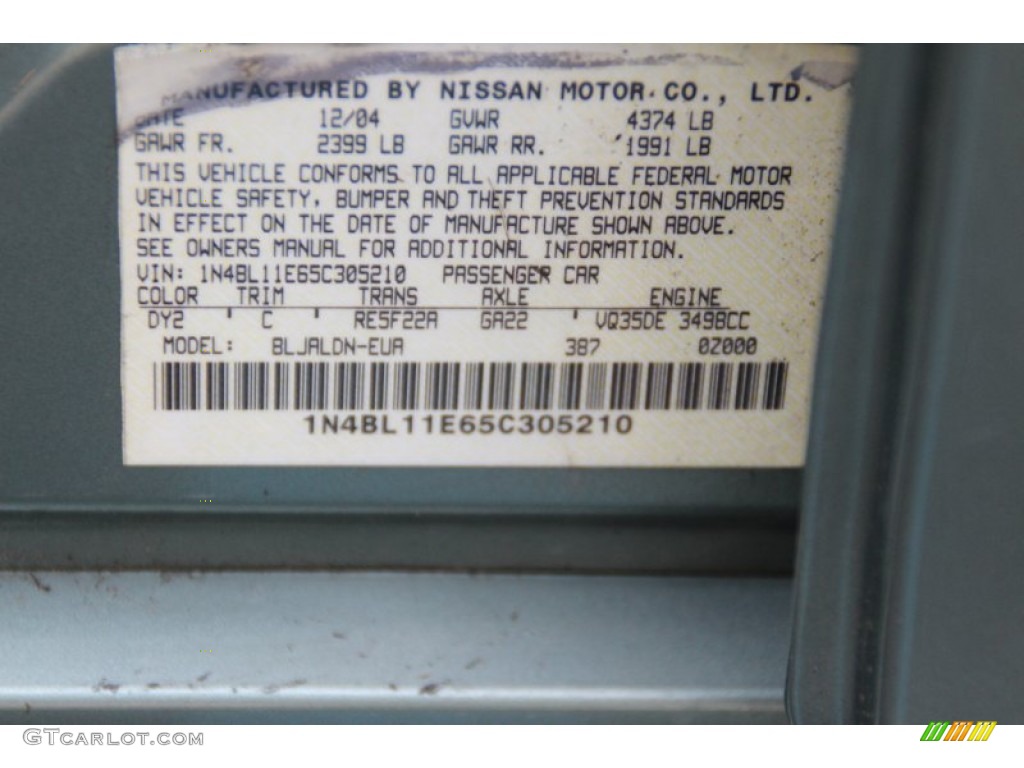 MANUFACTURED BY NISSAN MOTOR CO., LTD.
DATE 12/04 GVWR 4374 LB
GAWR FR. 2399 LB GAWR RR. 1991 LB
THIS VEHICLE CONFORMS TO ALL APPLICABLE FEDERAL MOTOR
VEHICLE SAFETY, BUMPER AND THEFT PREVENTION STANDARDS
IN EFFECT ON THE DATE OF MANUFACTURE SHOWN ABOVE.
SEE OWNERS MANUAL FOR ADDITIONAL INFORMATION.
VIN: 1N4BL11E65C305210 PASSENGER CAR
COLOR TRIM TRANS AXLE ENGINE
DY2 C RE5F22A GA22 VQ35DE 3498CC
MODEL: BLJALDN-EUA 387 0Z000
1N4BL11E65C305210
GTCARLOT.COM